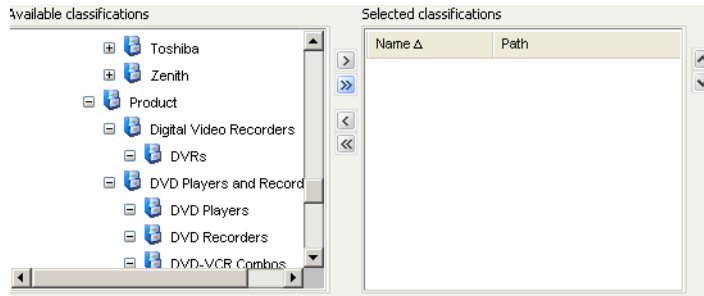 Available classifications
Selected classifications
Toshiba
Zenith
Product
Digital Video Recorders
DVRs
DVD Players and Record
DVD Players
DVD Recorders
DVD-VCR Combos
Name Path